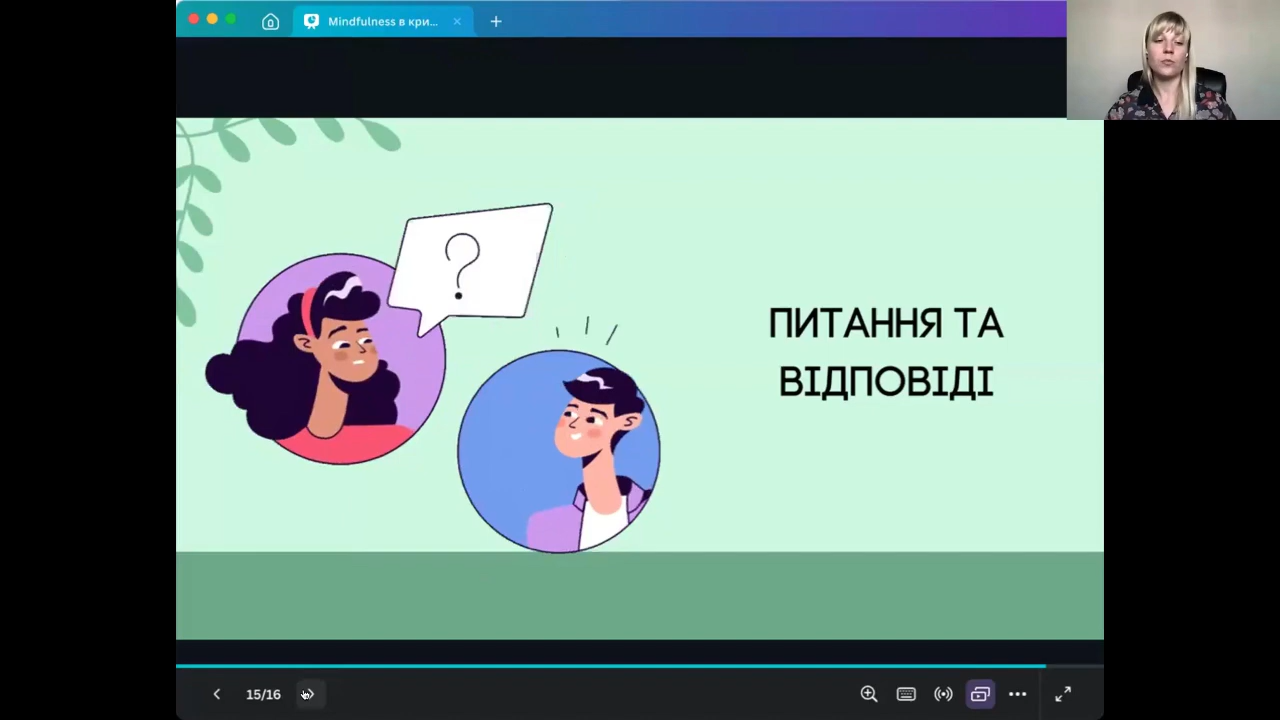 Mindfulness в кри...
?
ПИТАННЯ ТА
ВІДПОВІДІ
15/16